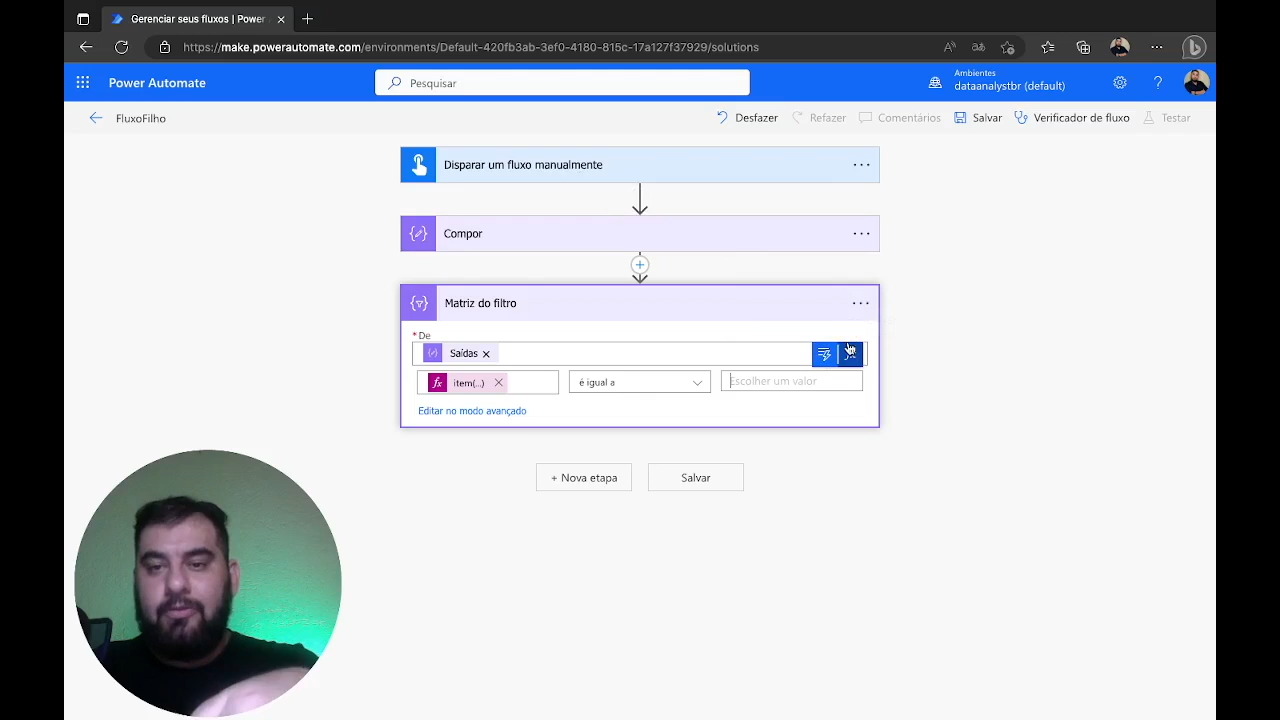 Gerenciar seus fluxos | Power
https://make.powerautomate.com/environments/Default-420fb3ab-3ef0-4180-815c-17a127f37929/solutions
Power Automate
Pesquisar
Ambientes
dataanalystbr (default)
FluxoFilho
Desfazer
Refazer
Comentários
Salvar
Verificador de fluxo
Testar
Disparar um fluxo manualmente
Compor
Matriz do filtro
* De
Saídas
item(...)
é igual a
Escolher um valor
Editar no modo avançado
+ Nova etapa
Salvar